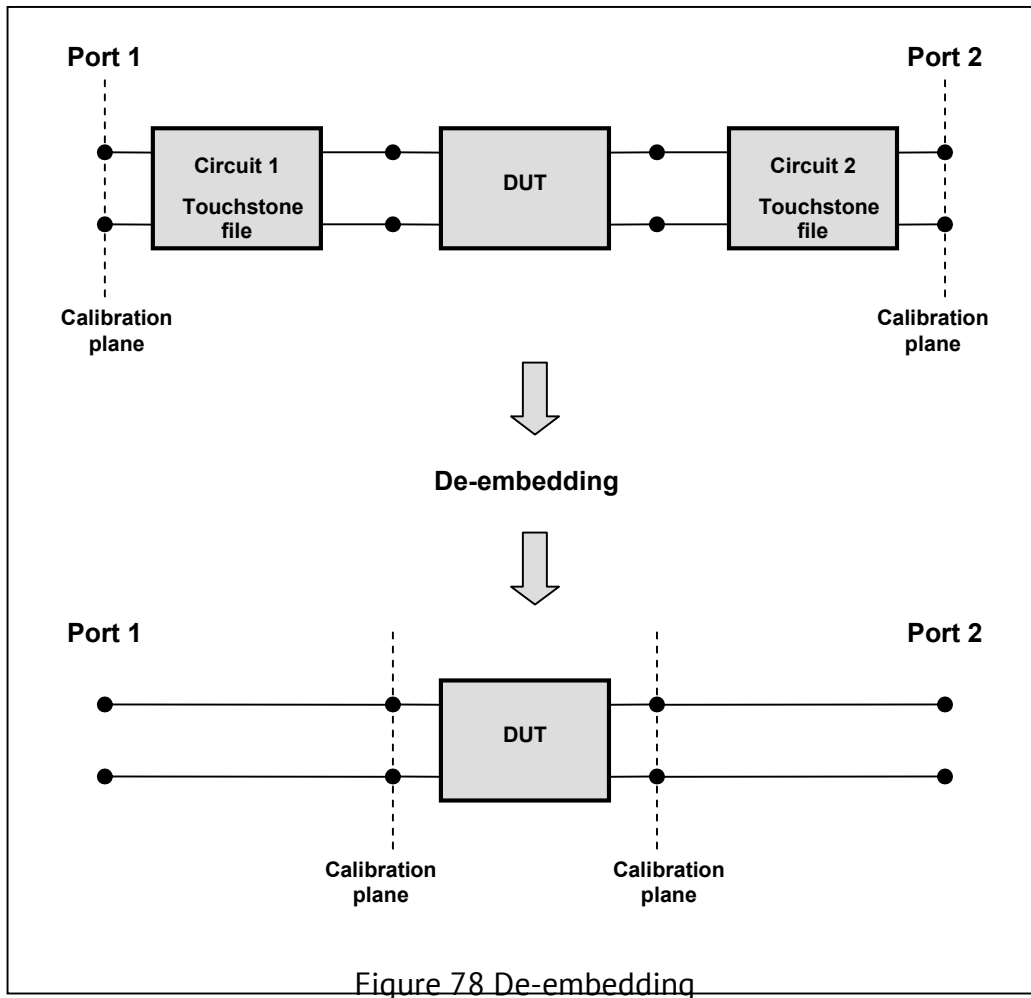 Port 1
Port 2
Circuit 1
Touchstone
file
DUT
Circuit 2
Touchstone
file
Calibration
plane
Calibration
plane
De-embedding
Port 1
Port 2
DUT
Calibration
plane
Calibration
plane
Figure 78 De-embedding